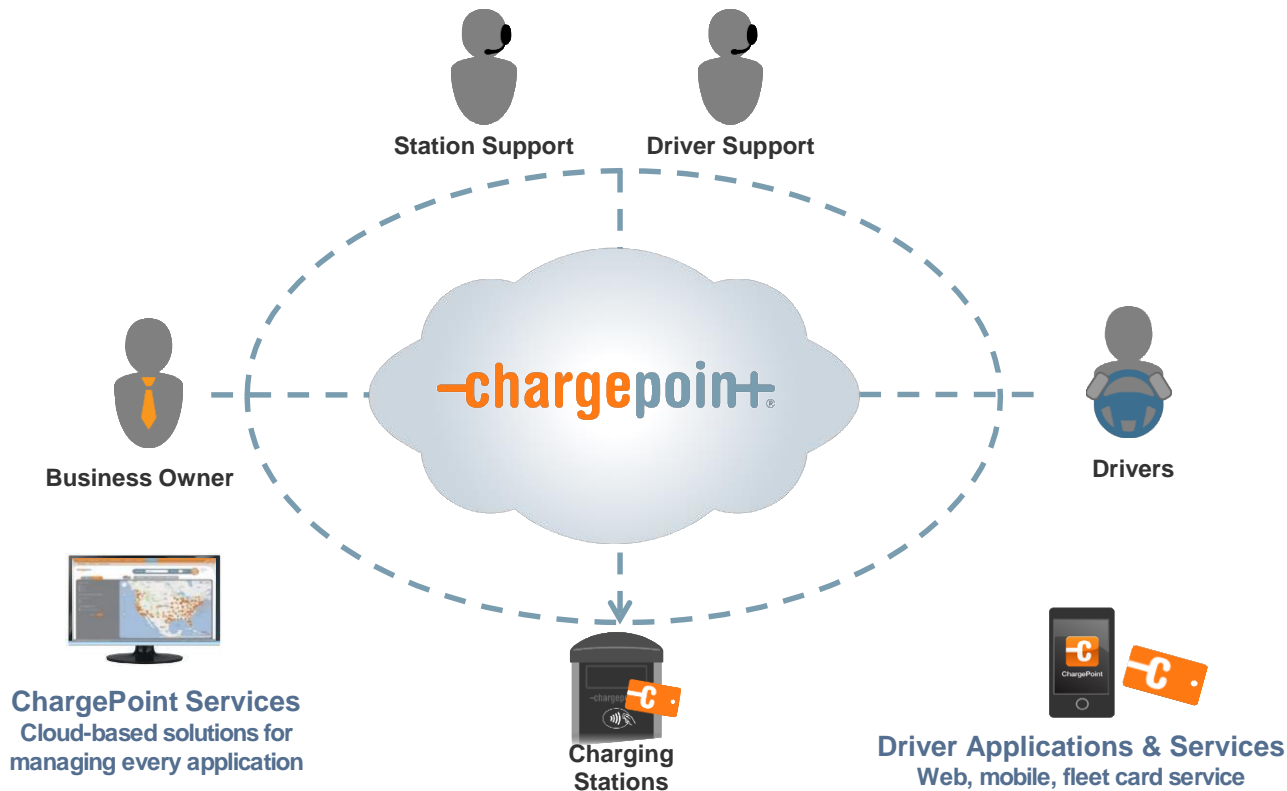 Station Support
Driver Support
chargepoint®
Business Owner
Drivers
ChargePoint
ChargePoint Services
Cloud-based solutions for
managing every application
Charging
Stations
Driver Applications & Services
Web, mobile, fleet card service